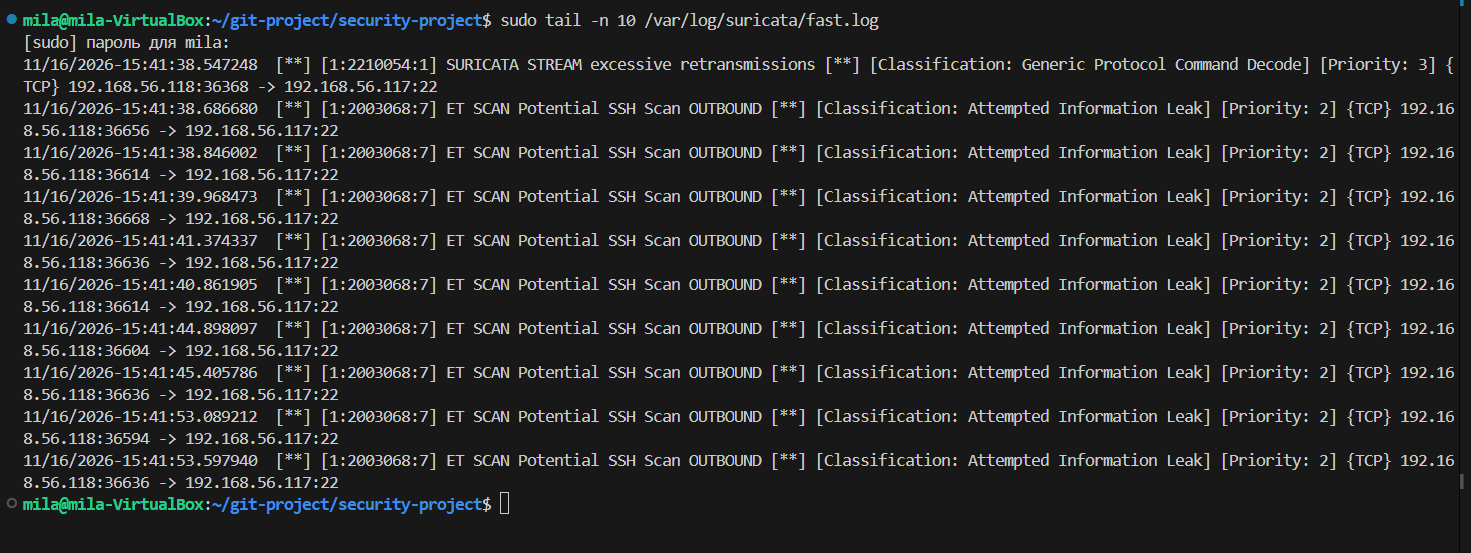 mila@mila-VirtualBox:~/git-project/security-project$ sudo tail -n 10 /var/log/suricata/fast.log
[sudo] пароль для mila:
11/16/2026-15:41:38.547248  [**] [1:2210054:1] SURICATA STREAM excessive retransmissions [**] [Classification: Generic Protocol Command Decode] [Priority: 3] {
TCP} 192.168.56.118:36368 -> 192.168.56.117:22
11/16/2026-15:41:38.686680  [**] [1:2003068:7] ET SCAN Potential SSH Scan OUTBOUND [**] [Classification: Attempted Information Leak] [Priority: 2] {TCP} 192.16
8.56.118:36656 -> 192.168.56.117:22
11/16/2026-15:41:38.846002  [**] [1:2003068:7] ET SCAN Potential SSH Scan OUTBOUND [**] [Classification: Attempted Information Leak] [Priority: 2] {TCP} 192.16
8.56.118:36614 -> 192.168.56.117:22
11/16/2026-15:41:39.968473  [**] [1:2003068:7] ET SCAN Potential SSH Scan OUTBOUND [**] [Classification: Attempted Information Leak] [Priority: 2] {TCP} 192.16
8.56.118:36668 -> 192.168.56.117:22
11/16/2026-15:41:41.374337  [**] [1:2003068:7] ET SCAN Potential SSH Scan OUTBOUND [**] [Classification: Attempted Information Leak] [Priority: 2] {TCP} 192.16
8.56.118:36636 -> 192.168.56.117:22
11/16/2026-15:41:40.861905  [**] [1:2003068:7] ET SCAN Potential SSH Scan OUTBOUND [**] [Classification: Attempted Information Leak] [Priority: 2] {TCP} 192.16
8.56.118:36614 -> 192.168.56.117:22
11/16/2026-15:41:44.898097  [**] [1:2003068:7] ET SCAN Potential SSH Scan OUTBOUND [**] [Classification: Attempted Information Leak] [Priority: 2] {TCP} 192.16
8.56.118:36604 -> 192.168.56.117:22
11/16/2026-15:41:45.405786  [**] [1:2003068:7] ET SCAN Potential SSH Scan OUTBOUND [**] [Classification: Attempted Information Leak] [Priority: 2] {TCP} 192.16
8.56.118:36636 -> 192.168.56.117:22
11/16/2026-15:41:53.089212  [**] [1:2003068:7] ET SCAN Potential SSH Scan OUTBOUND [**] [Classification: Attempted Information Leak] [Priority: 2] {TCP} 192.16
8.56.118:36594 -> 192.168.56.117:22
11/16/2026-15:41:53.597940  [**] [1:2003068:7] ET SCAN Potential SSH Scan OUTBOUND [**] [Classification: Attempted Information Leak] [Priority: 2] {TCP} 192.16
8.56.118:36636 -> 192.168.56.117:22
mila@mila-VirtualBox:~/git-project/security-project$